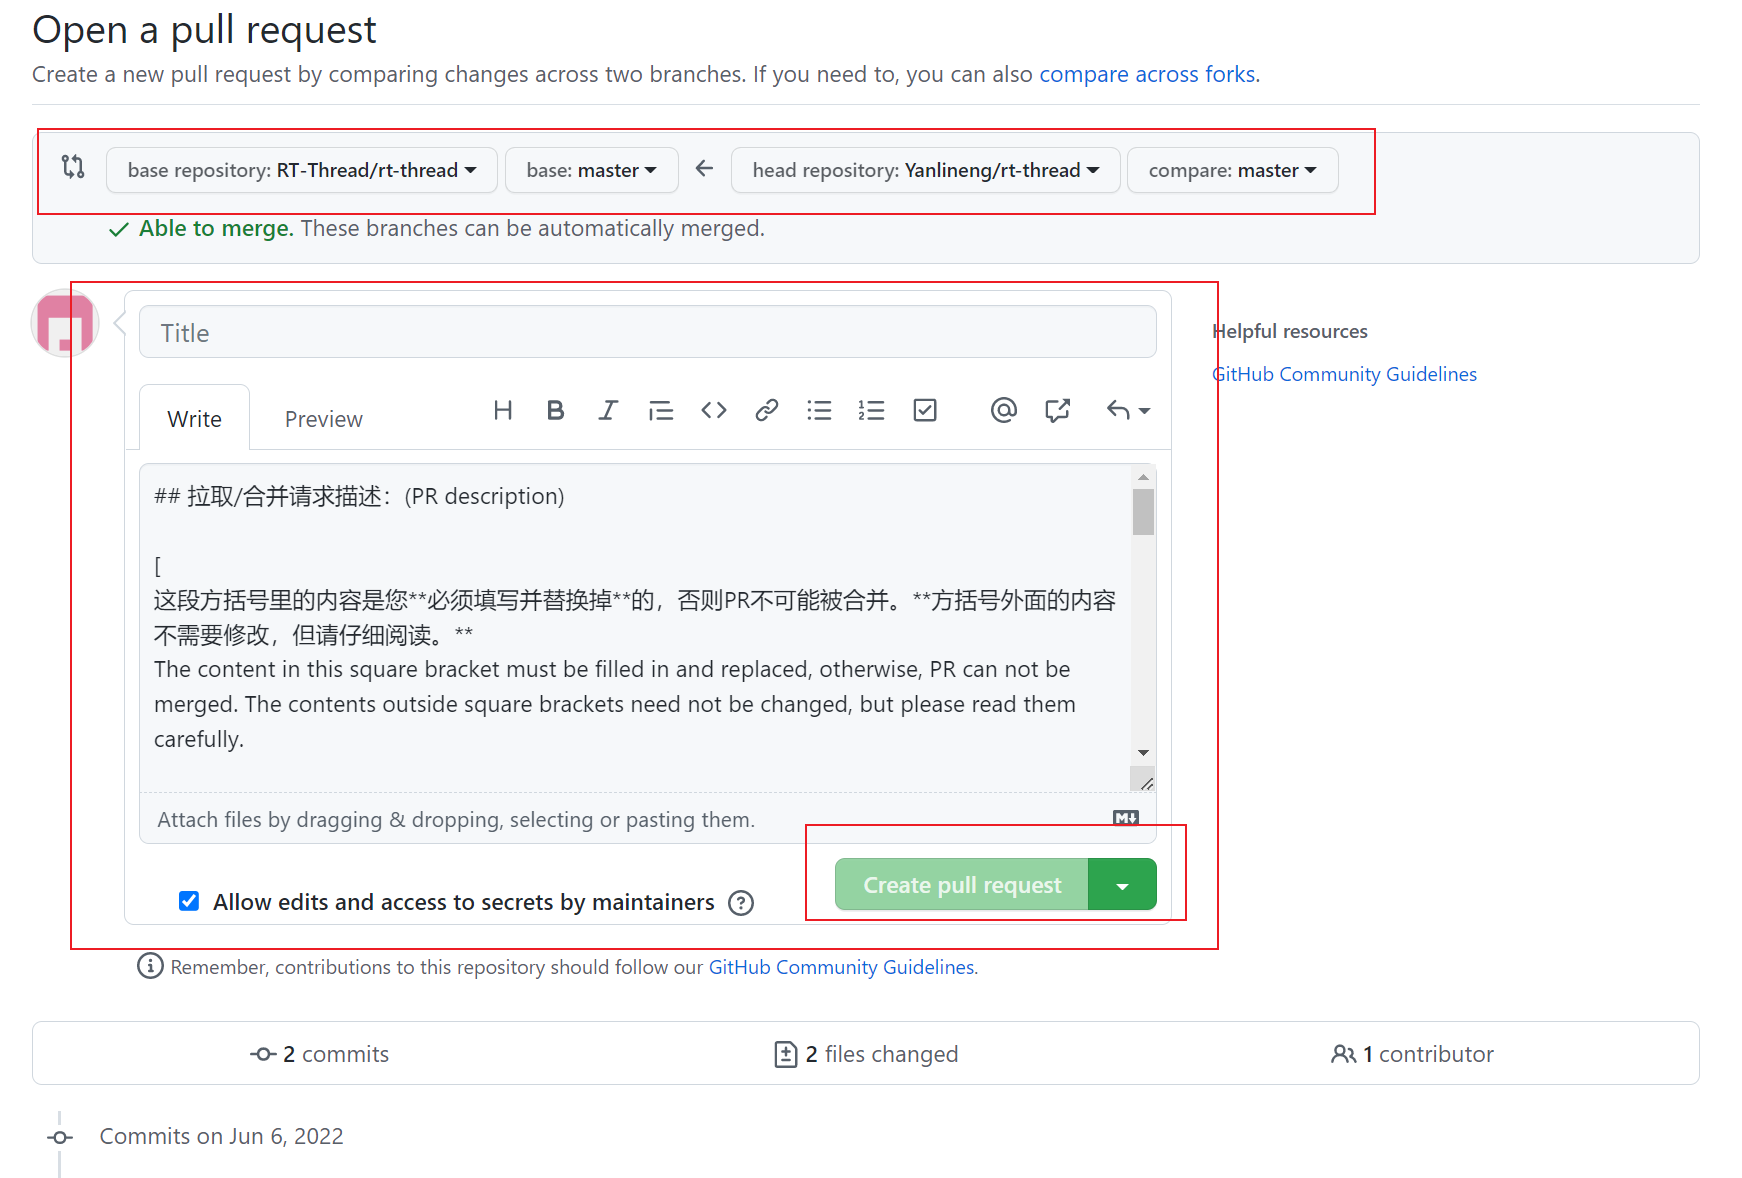 Open a pull request
Create a new pull request by comparing changes across two branches. If you need to, you can also compare across forks.
base repository: RT-Thread/rt-thread base: master head repository: Yanlineng/rt-thread compare: master
Able to merge. These branches can be automatically merged.
Title
Helpful resources
GitHub Community Guidelines
Write Preview
## 拉取/合并请求描述：(PR description)
[
这段方括号里的内容是您**必须填写并替换掉**的，否则PR不可能被合并。**方括号外面的内容
不需要修改，但请仔细阅读。**
The content in this square bracket must be filled in and replaced, otherwise, PR can not be
merged. The contents outside square brackets need not be changed, but please read them
carefully.
Attach files by dragging & dropping, selecting or pasting them.
Allow edits and access to secrets by maintainers
Create pull request
Remember, contributions to this repository should follow our GitHub Community Guidelines.
2 commits 2 files changed 1 contributor
Commits on Jun 6, 2022